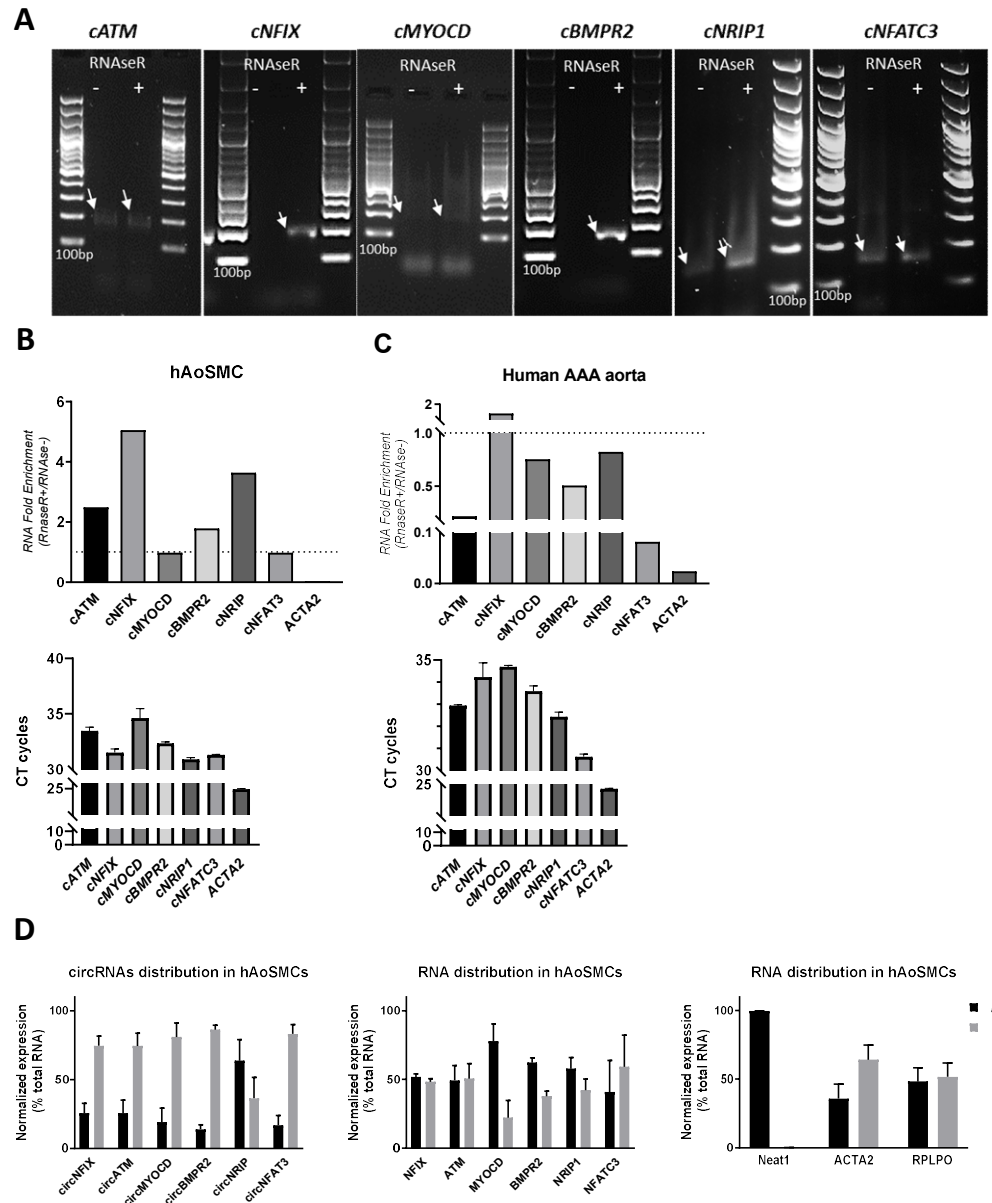 A
cATM
cNFIX
cMYOCD
cBMPR2
cNRIP1
cNFATC3
RNAseR
- +
100bp
RNAseR
- +
100bp
RNAseR
- +
100bp
RNAseR
- +
100bp
RNAseR
- +
100bp
RNAseR
- +
100bp
B
hAoSMC
RNA Fold Enrichment
(RnaseR+/RNAse-)
6
4
2
0
cATM
cNFIX
cMYOCD
cBMPR2
cNRIP
cNFAT3
ACTA2
CT cycles
40
35
30
25
10
0
cATM
cNFIX
cMYOCD
cBMPR2
cNRIP1
cNFATC3
ACTA2
C
Human AAA aorta
RNA Fold Enrichment
(RnaseR+/RNAse-)
2
1.0
0.5
0.1
0.0
cATM
cNFIX
cMYOCD
cBMPR2
cNRIP
cNFAT3
ACTA2
CT cycles
35
30
25
10
0
cATM
cNFIX
cMYOCD
cBMPR2
cNRIP1
cNFATC3
ACTA2
D
circRNAs distribution in hAoSMCs
Normalized expression
(% total RNA)
100
50
0
circNFIX
circATM
circMYOCD
circBMPR2
circNRIP
circNFAT3
RNA distribution in hAoSMCs
Normalized expression
(% total RNA)
100
50
0
NFIX
ATM
MYOCD
BMPR2
NRIP1
NFATC3
RNA distribution in hAoSMCs
Normalized expression
(% total RNA)
100
50
0
Neat1
ACTA2
RPLPO